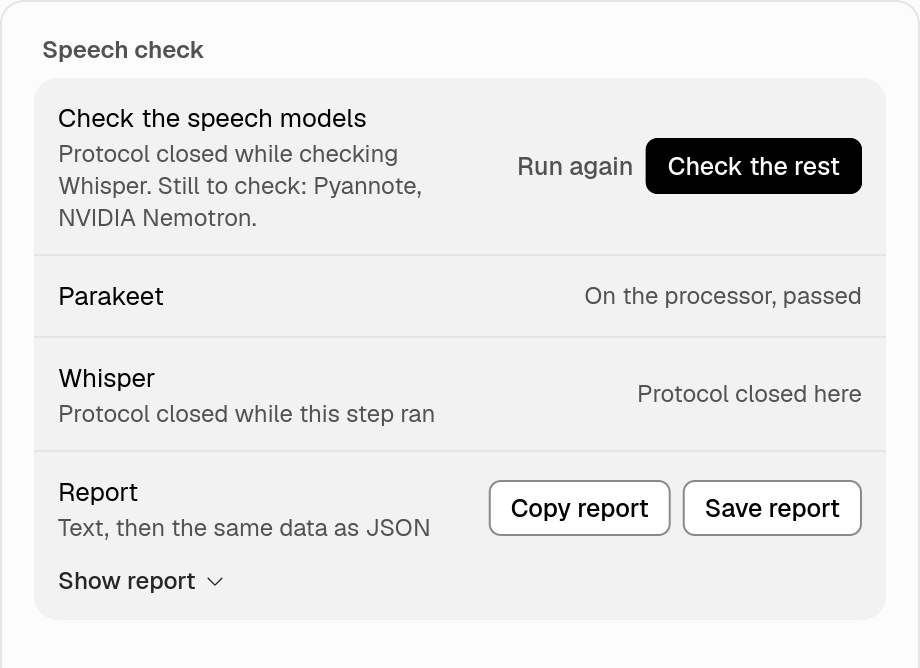 Speech check
Check the speech models
Protocol closed while checking
Whisper. Still to check: Pyannote,
NVIDIA Nemotron.
Run again
Check the rest
Parakeet
On the processor, passed
Whisper
Protocol closed while this step ran
Protocol closed here
Report
Text, then the same data as JSON
Copy report
Save report
Show report